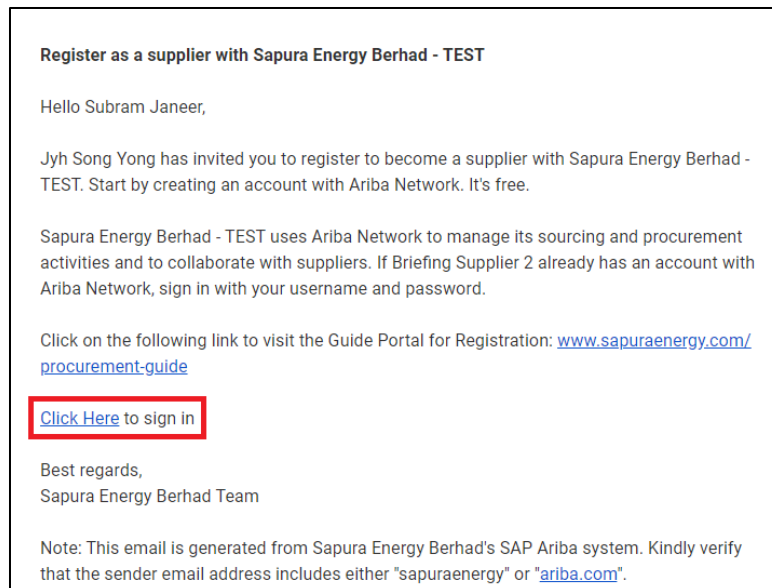 Register as a supplier with Sapura Energy Berhad - TEST
Hello Subram Janeer,
Jyh Song Yong has invited you to register to become a supplier with Sapura Energy Berhad -
TEST. Start by creating an account with Ariba Network. It's free.
Sapura Energy Berhad - TEST uses Ariba Network to manage its sourcing and procurement
activities and to collaborate with suppliers. If Briefing Supplier 2 already has an account with
Ariba Network, sign in with your username and password.
Click on the following link to visit the Guide Portal for Registration: www.sapuraenergy.com/
procurement-guide
Click Here to sign in
Best regards,
Sapura Energy Berhad Team
Note: This email is generated from Sapura Energy Berhad's SAP Ariba system. Kindly verify
that the sender email address includes either "sapuraenergy" or "ariba.com".